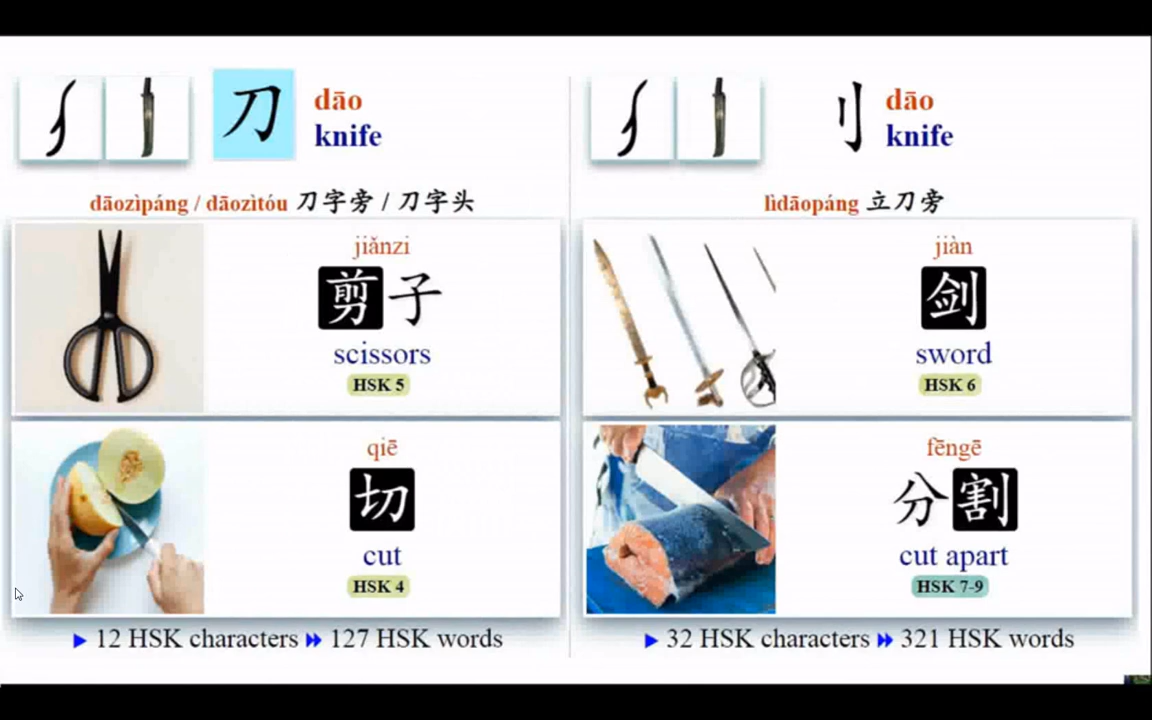 刀 dāo
knife
dāozìpáng / dāozìtóu 刀字旁 / 刀字头
jiǎnzi
剪子
scissors
HSK 5
qiē
切
cut
HSK 4
▶ 12 HSK characters ▶▶ 127 HSK words
刂 dāo
knife
lìdāopáng 立刀旁
jiàn
剑
sword
HSK 6
fēngē
分割
cut apart
HSK 7-9
▶ 32 HSK characters ▶▶ 321 HSK words